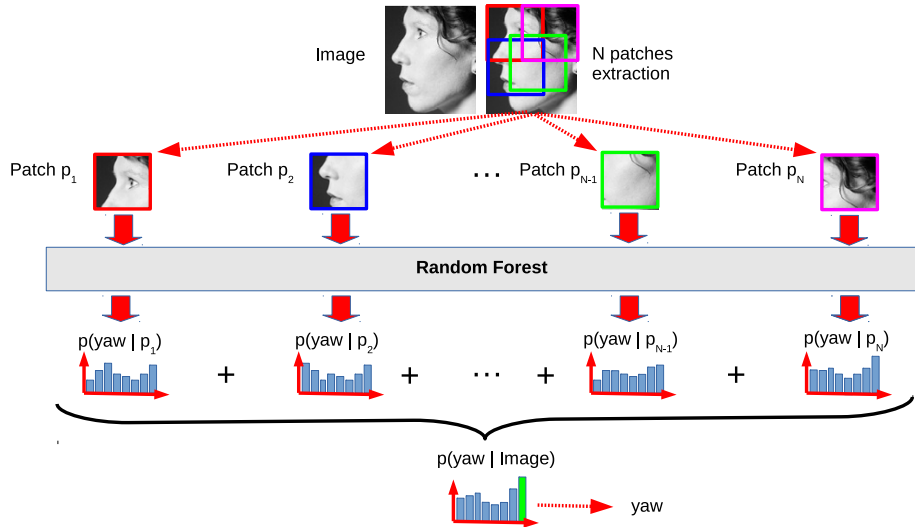 Image
N patches
extraction
Patch p1
Patch p2
...
Patch pN-1
Patch pN
Random Forest
p(yaw | p1)
p(yaw | p2)
p(yaw | pN-1)
p(yaw | pN)
+ + ... + +
p(yaw | Image)
yaw